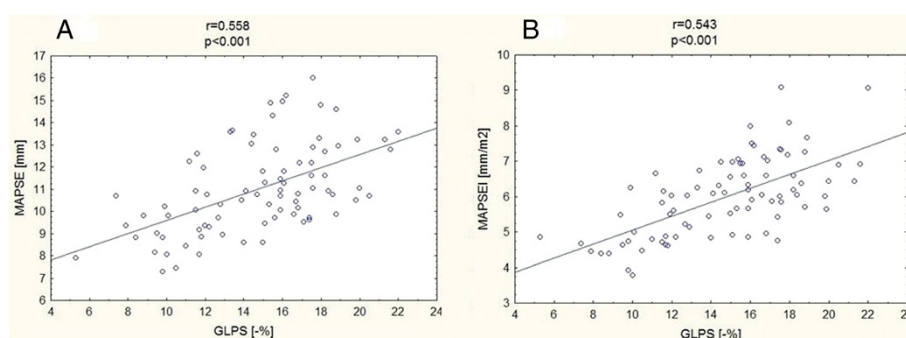 A
r=0.558
p<0.001
MAPSE [mm]
17
16
15
14
13
12
11
10
9
8
7
6
4 6 8 10 12 14 16 18 20 22 24
GLPS [-%]
B
r=0.543
p<0.001
MAPSEI [mm/m2]
10
9
8
7
6
5
4
3
4 6 8 10 12 14 16 18 20 22 24
GLPS [-%]